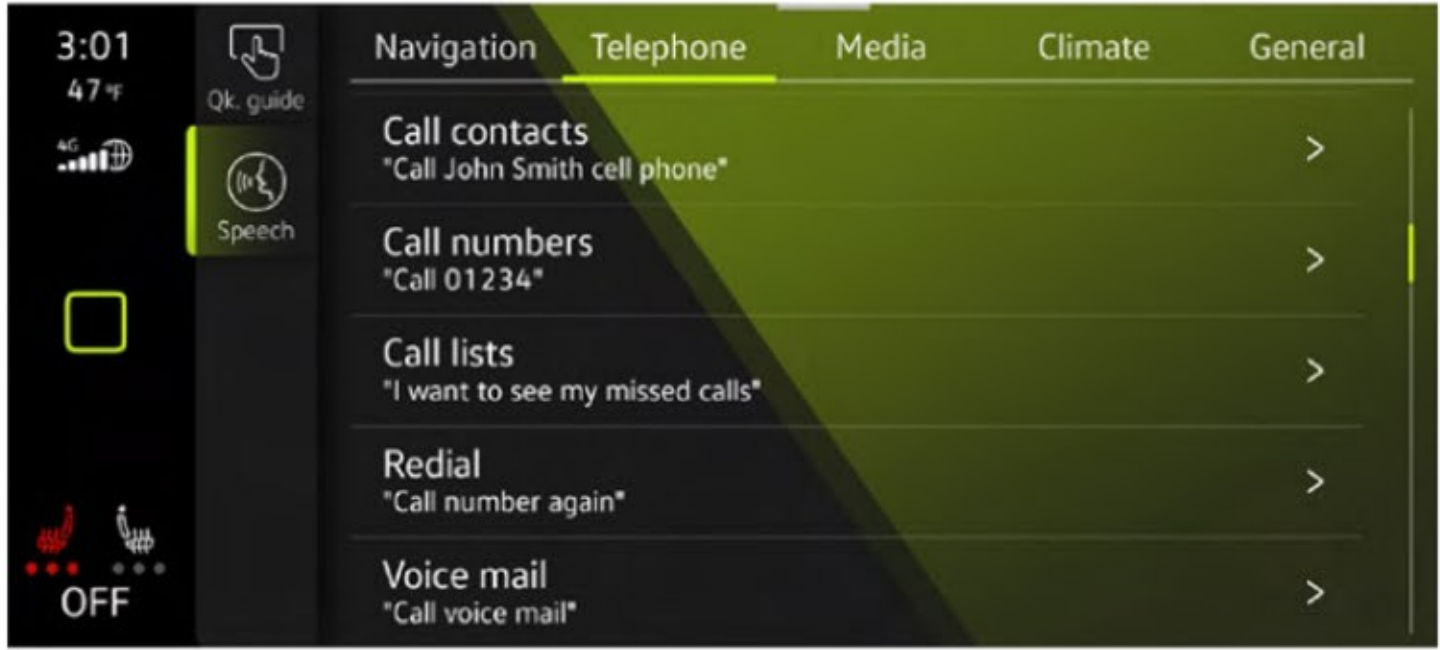 3:01
47 °F
4G
Qk. guide
Speech
OFF
Navigation Telephone Media Climate General
Call contacts
"Call John Smith cell phone"
Call numbers
"Call 01234"
Call lists
"I want to see my missed calls"
Redial
"Call number again"
Voice mail
"Call voice mail"